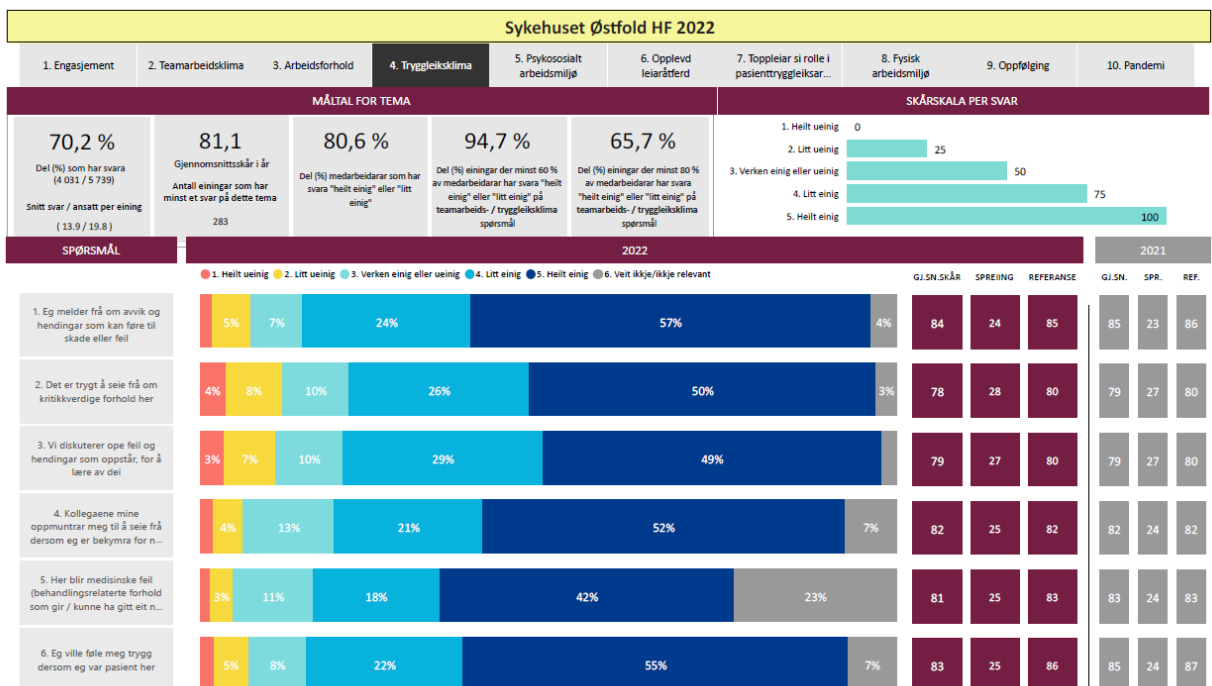 Sykehuset Østfold HF 2022
1. Engasjement
2. Teamarbeidsklima
3. Arbeidsforhold
4. Tryggleiksklima
5. Psykososialt
arbeidsmiljø
6. Opplevd
leiaråtferd
7. Toppleiar si rolle i
pasienttryggleiksar...
8. Fysisk
arbeidsmiljø
9. Oppfølging
10. Pandemi
MÅLTAL FOR TEMA
70,2 %
Del (%) som har svara
(4 031 / 5 739)
Snitt svar / ansatt per eining
( 13.9 / 19.8 )
81,1
Gjennomsnittsskår i år
Antall einingar som har
minst et svar på dette tema
283
80,6 %
Del (%) medarbeidarar som har
svara "heilt einig" eller "litt
einig"
94,7 %
Del (%) einingar der minst 60 %
av medarbeidarar har svara "heilt
einig" eller "litt einig" på
teamarbeids- / tryggleiksklima
spørsmål
65,7 %
Del (%) einingar der minst 80 %
av medarbeidarar har svara
"heilt einig" eller "litt einig" på
teamarbeids- / tryggleiksklima
spørsmål
SKÅRSKALA PER SVAR
1. Heilt ueinig 0
2. Litt ueinig 25
3. Verken einig eller ueinig 50
4. Litt einig 75
5. Heilt einig 100
SPØRSMÅL
2022
2021
1. Heilt ueinig 2. Litt ueinig 3. Verken einig eller ueinig 4. Litt einig 5. Heilt einig 6. Veit ikkje/ikkje relevant
GJ.SN.SKÅR SPREIING REFERANSE GJ.SN. SPR. REF.
1. Eg melder frå om avvik og
hendingar som kan føre til
skade eller feil
5% 7% 24% 57% 4% 84 24 85 85 23 86
2. Det er trygt å seie frå om
kritikkverdige forhold her
4% 8% 10% 26% 50% 3% 78 28 80 79 27 80
3. Vi diskuterer ope feil og
hendingar som oppstår, for å
lære av dei
3% 7% 10% 29% 49% 79 27 80 79 27 80
4. Kollegaene mine
oppmuntrar meg til å seie frå
dersom eg er bekymra for n...
4% 13% 21% 52% 7% 82 25 82 82 24 82
5. Her blir medisinske feil
(behandlingsrelaterte forhold
som gir / kunne ha gitt eit n...
3% 11% 18% 42% 23% 81 25 83 83 24 83
6. Eg ville føle meg trygg
dersom eg var pasient her
5% 8% 22% 55% 7% 83 25 86 85 24 87